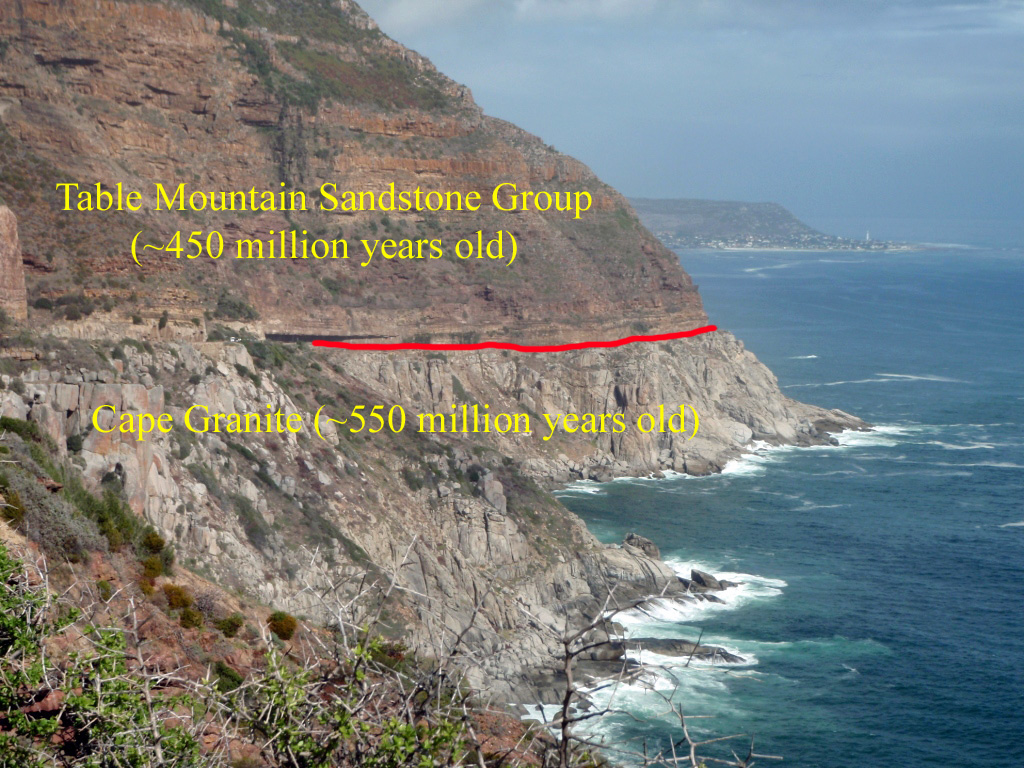 Table Mountain Sandstone Group
(~450 million years old)
Cape Granite (~550 million years old)